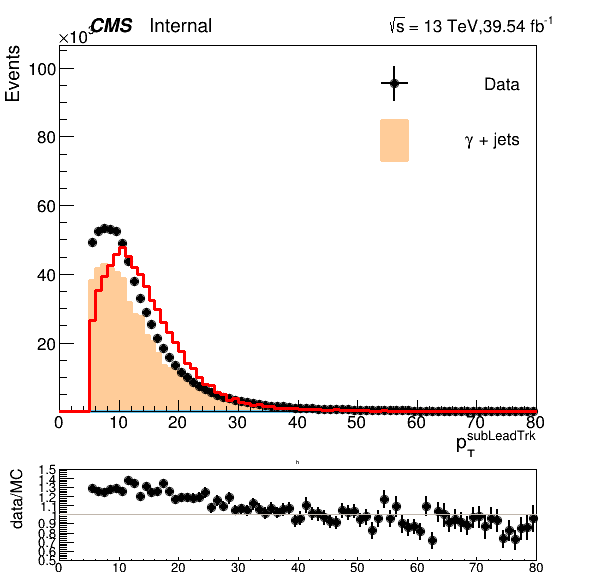 CMS Internal √s = 13 TeV,39.54 fb⁻¹
×10³
Events
100
80
60
40
20
Data
γ + jets
0 10 20 30 40 50 60 70 80
p_T^subLeadTrk
h
data/MC
1.5
1.4
1.3
1.2
1.1
1
0.9
0.8
0.7
0.6
0.5
0 10 20 30 40 50 60 70 80